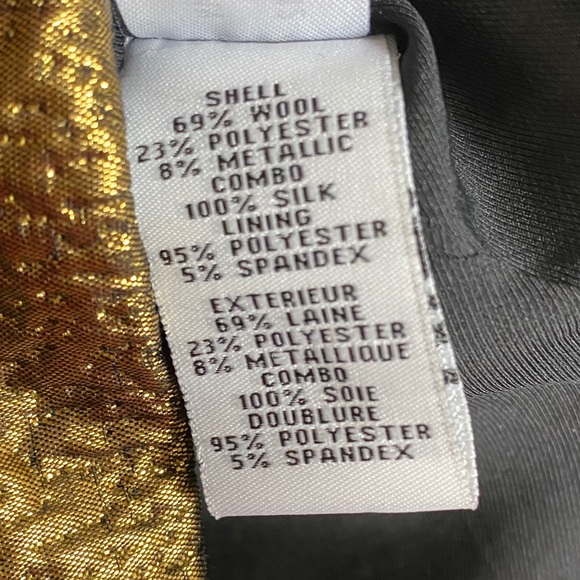 SHELL
69% WOOL
23% POLYESTER
8% METALLIC
COMBO
100% SILK
LINING
95% POLYESTER
5% SPANDEX
EXTERIEUR
69% LAINE
23% POLYESTER
8% METALLIQUE
COMBO
100% SOIE
DOUBLURE
95% POLYESTER
5% SPANDEX